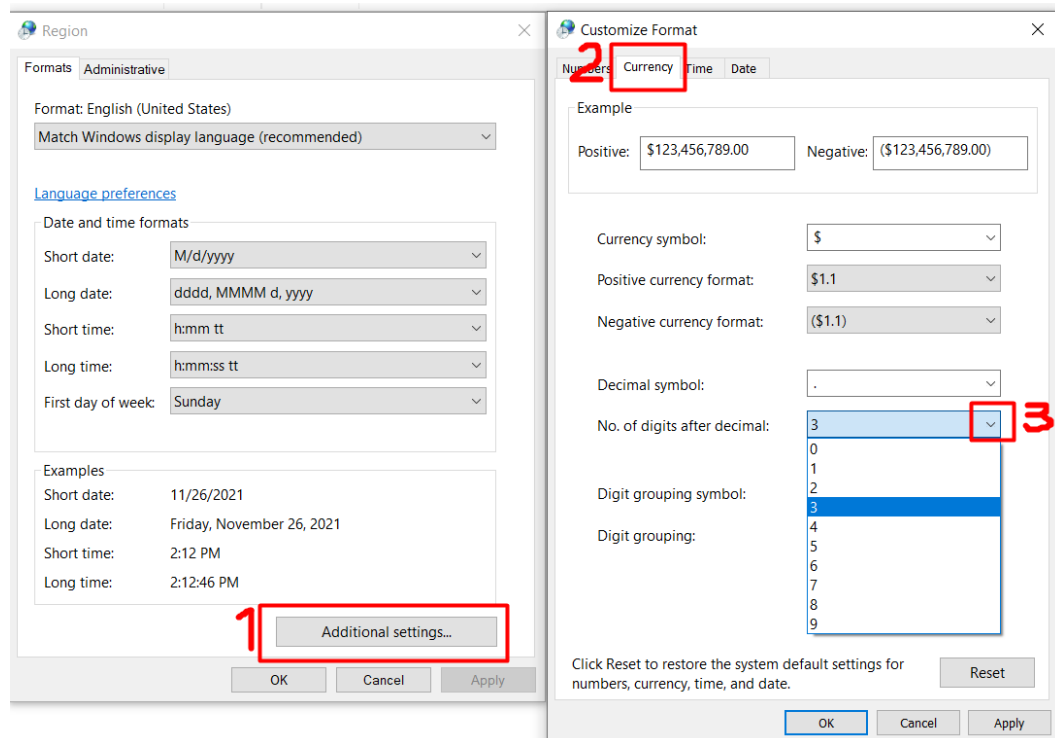 Region
Formats Administrative
Format: English (United States)
Match Windows display language (recommended)
Language preferences
Date and time formats
Short date: M/d/yyyy
Long date: dddd, MMMM d, yyyy
Short time: h:mm tt
Long time: h:mm:ss tt
First day of week: Sunday
Examples
Short date: 11/26/2021
Long date: Friday, November 26, 2021
Short time: 2:12 PM
Long time: 2:12:46 PM
1 Additional settings...
OK Cancel Apply
Customize Format
2
Numbers Currency Time Date
Example
Positive: $123,456,789.00 Negative: ($123,456,789.00)
Currency symbol: $
Positive currency format: $1.1
Negative currency format: ($1.1)
Decimal symbol: .
No. of digits after decimal: 3 3
0
1
2
3
4
5
6
7
8
9
Digit grouping symbol:
Digit grouping:
Click Reset to restore the system default settings for
numbers, currency, time, and date.
Reset
OK Cancel Apply